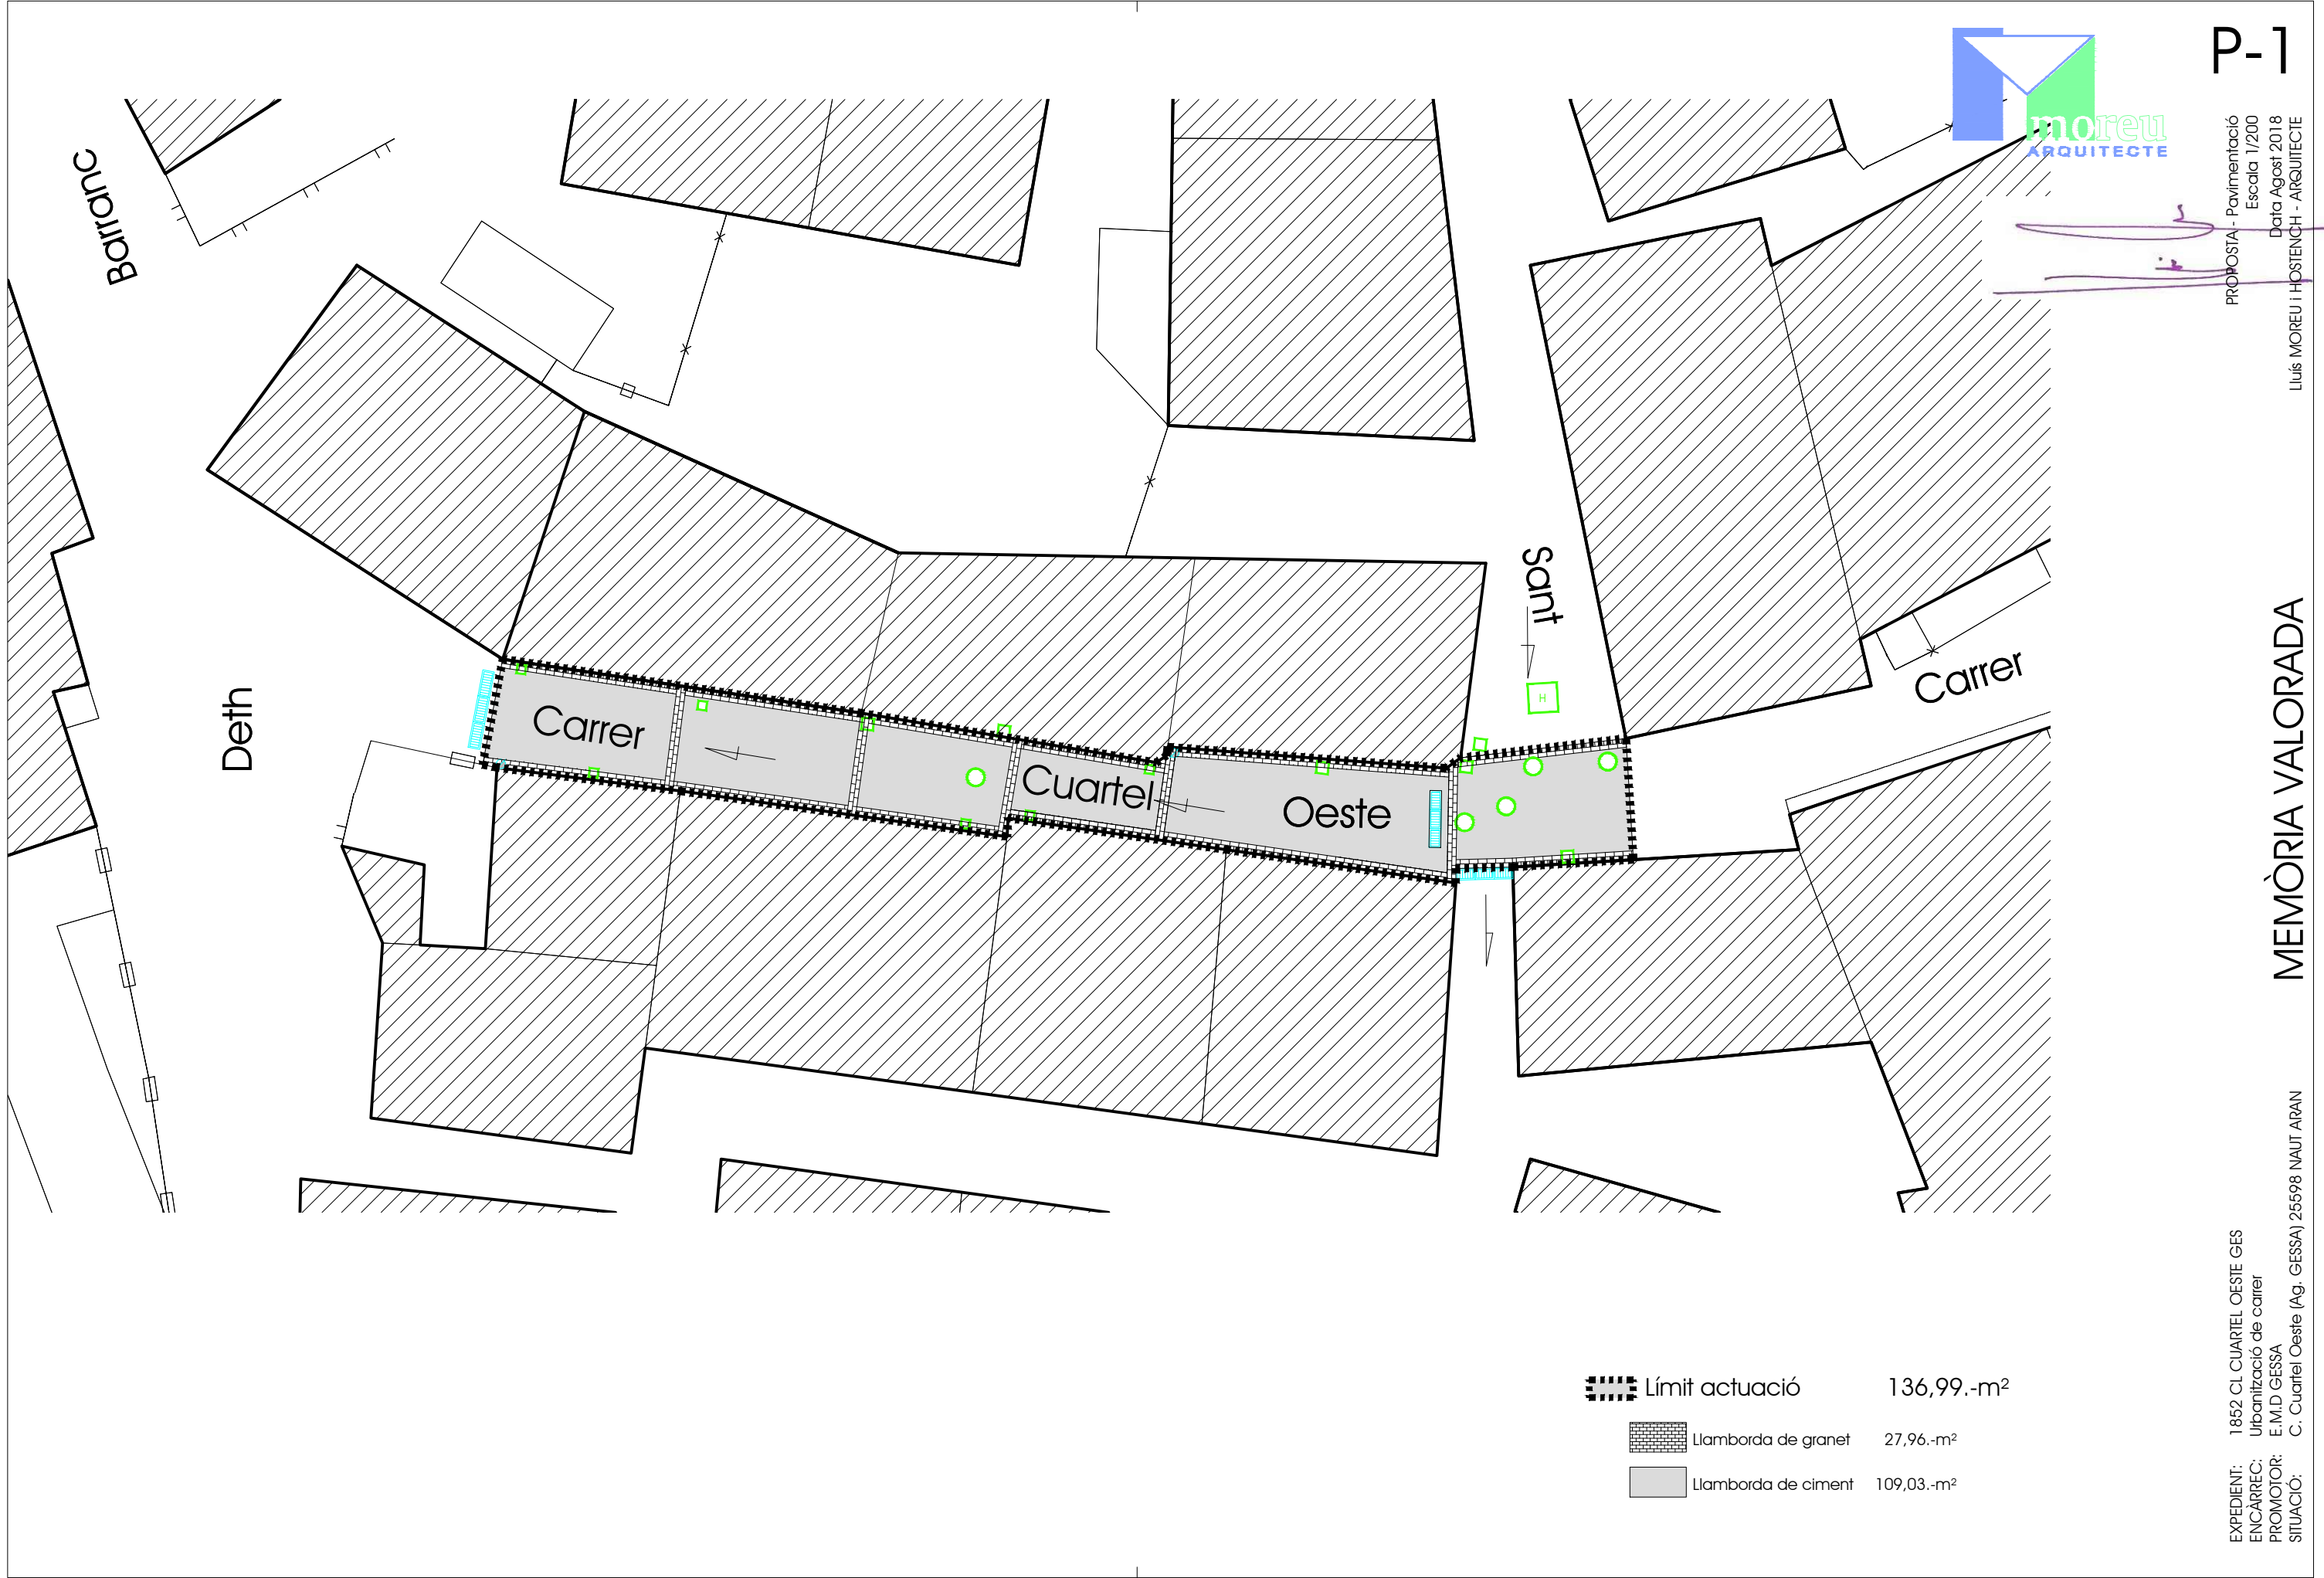 P-1
moreu
ARQUITECTE
PROPOSTA - Pavimentació
Escala 1/200
Data Agost 2018
Lluís MOREU i HOSTENCH - ARQUITECTE
MEMÒRIA VALORADA
Barranc
Deth
Sant
H
Carrer
Carrer
Cuartel
Oeste
Límit actuació 136,99.-m²
Llamborda de granet 27,96.-m²
Llamborda de ciment 109,03.-m²
EXPEDIENT: 1852 CL CUARTEL OESTE GES
ENCÀRREC: Urbanització de carrer
PROMOTOR: E.M.D GESSA
SITUACIÓ: C. Cuartel Oeste (Ag. GESSA) 25598 NAUT ARAN